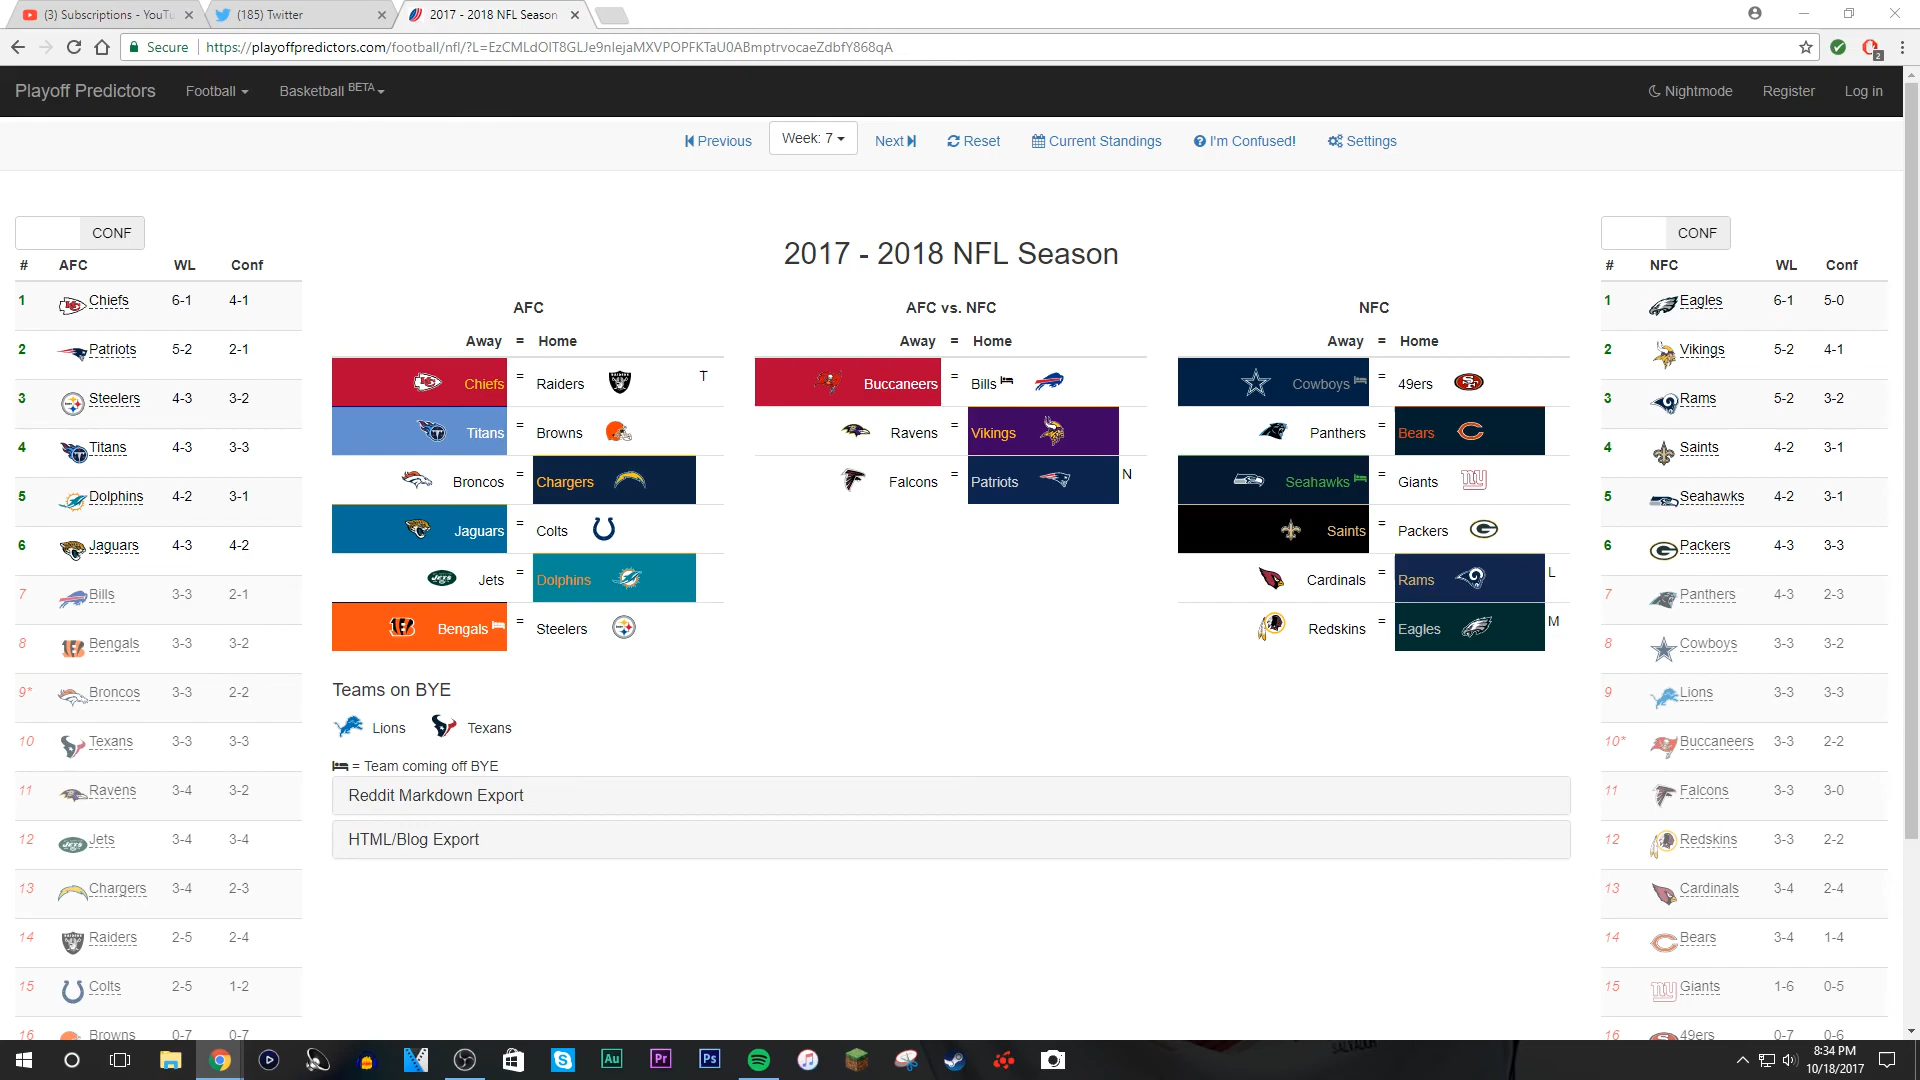 (3) Subscriptions - YouTu
(185) Twitter
2017 - 2018 NFL Season
Secure
https://playoffpredictors.com/football/nfl/?L=EzCMLdOIT8GLJe9nIejaMXVPOPFKTaU0ABmptrvocaeZdbfY868qA
2
Playoff Predictors
Football
Basketball BETA
Nightmode
Register
Log in
Previous
Week: 7
Next
Reset
Current Standings
I'm Confused!
Settings
CONF
# AFC WL Conf
1 Chiefs 6-1 4-1
2 Patriots 5-2 2-1
3 Steelers 4-3 3-2
4 Titans 4-3 3-3
5 Dolphins 4-2 3-1
6 Jaguars 4-3 4-2
7 Bills 3-3 2-1
8 Bengals 3-3 3-2
9* Broncos 3-3 2-2
10 Texans 3-3 3-3
11 Ravens 3-4 3-2
12 Jets 3-4 3-4
13 Chargers 3-4 2-3
14 Raiders 2-5 2-4
15 Colts 2-5 1-2
16 Browns 0-7 0-7
2017 - 2018 NFL Season
AFC
Away = Home
Chiefs = Raiders T
Titans = Browns
Broncos = Chargers
Jaguars = Colts
Jets = Dolphins
Bengals = Steelers
AFC vs. NFC
Away = Home
Buccaneers = Bills
Ravens = Vikings
Falcons = Patriots N
NFC
Away = Home
Cowboys = 49ers
Panthers = Bears
Seahawks = Giants
Saints = Packers
Cardinals = Rams L
Redskins = Eagles M
Teams on BYE
Lions Texans
= Team coming off BYE
Reddit Markdown Export
HTML/Blog Export
CONF
# NFC WL Conf
1 Eagles 6-1 5-0
2 Vikings 5-2 4-1
3 Rams 5-2 3-2
4 Saints 4-2 3-1
5 Seahawks 4-2 3-1
6 Packers 4-3 3-3
7 Panthers 4-3 2-3
8 Cowboys 3-3 3-2
9 Lions 3-3 3-3
10* Buccaneers 3-3 2-2
11 Falcons 3-3 3-0
12 Redskins 3-3 2-2
13 Cardinals 3-4 2-4
14 Bears 3-4 1-4
15 Giants 1-6 0-5
16 49ers 0-7 0-6
Au
Pr
Ps
8:34 PM
10/18/2017